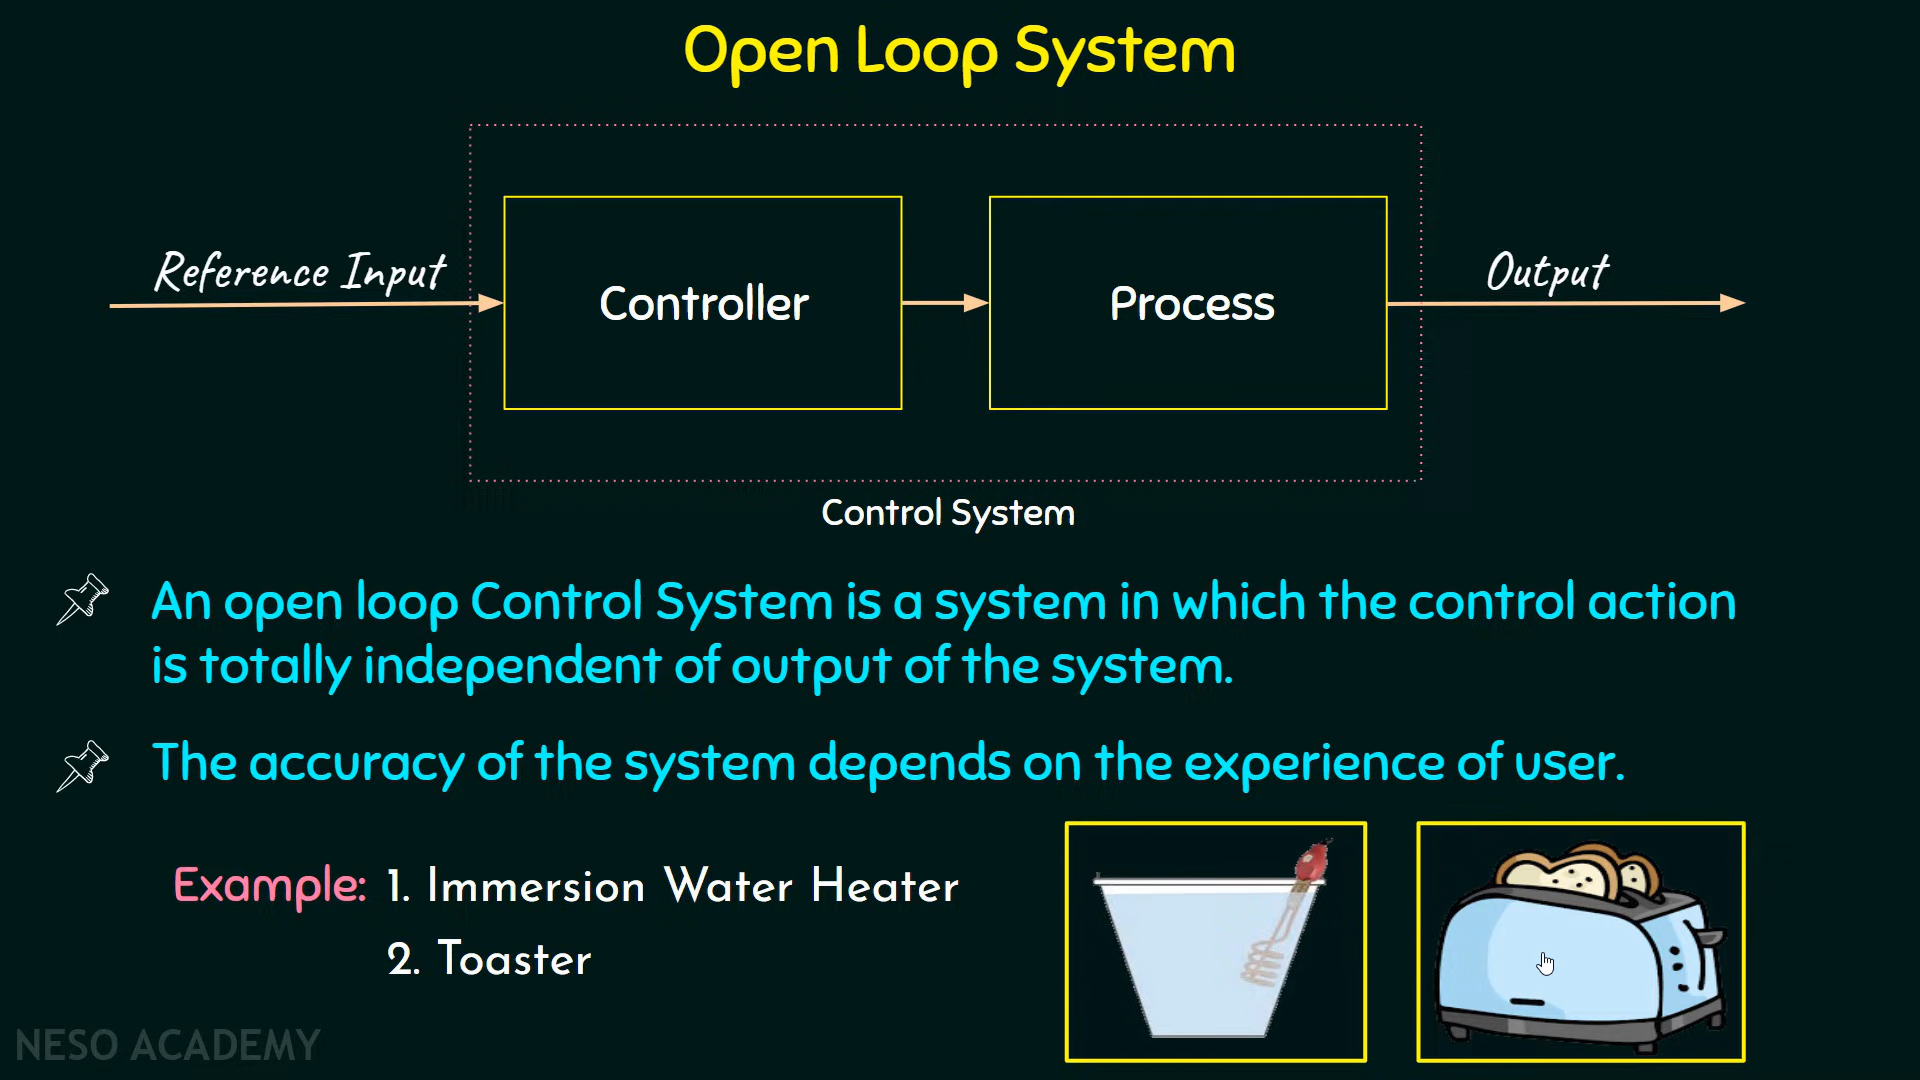 Open Loop System
Reference Input
Controller
Process
Output
Control System
An open loop Control System is a system in which the control action
is totally independent of output of the system.
The accuracy of the system depends on the experience of user.
Example: 1. Immersion Water Heater
2. Toaster
NESO ACADEMY